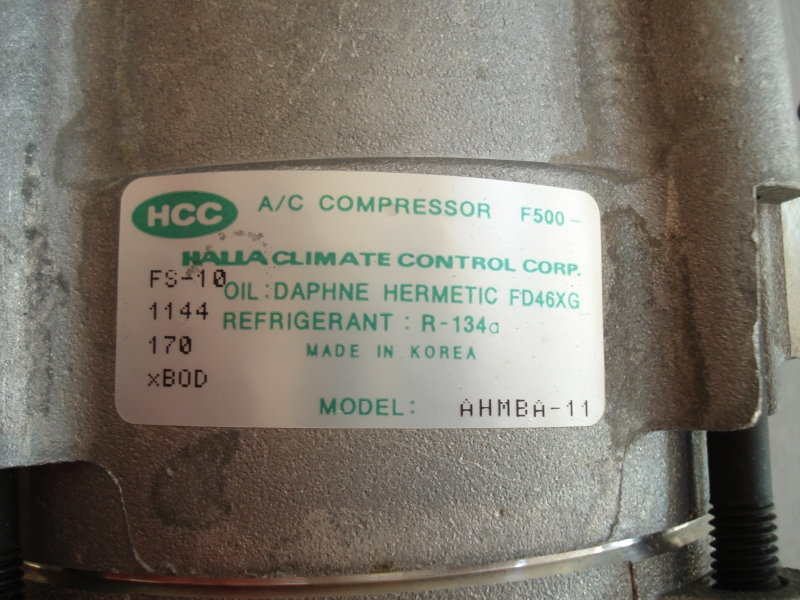 HCC A/C COMPRESSOR F500-
HALLA CLIMATE CONTROL CORP.
FS-10
OIL:DAPHNE HERMETIC FD46XG
1144
REFRIGERANT : R-134a
170
MADE IN KOREA
xBOD
MODEL: AHMBA-11